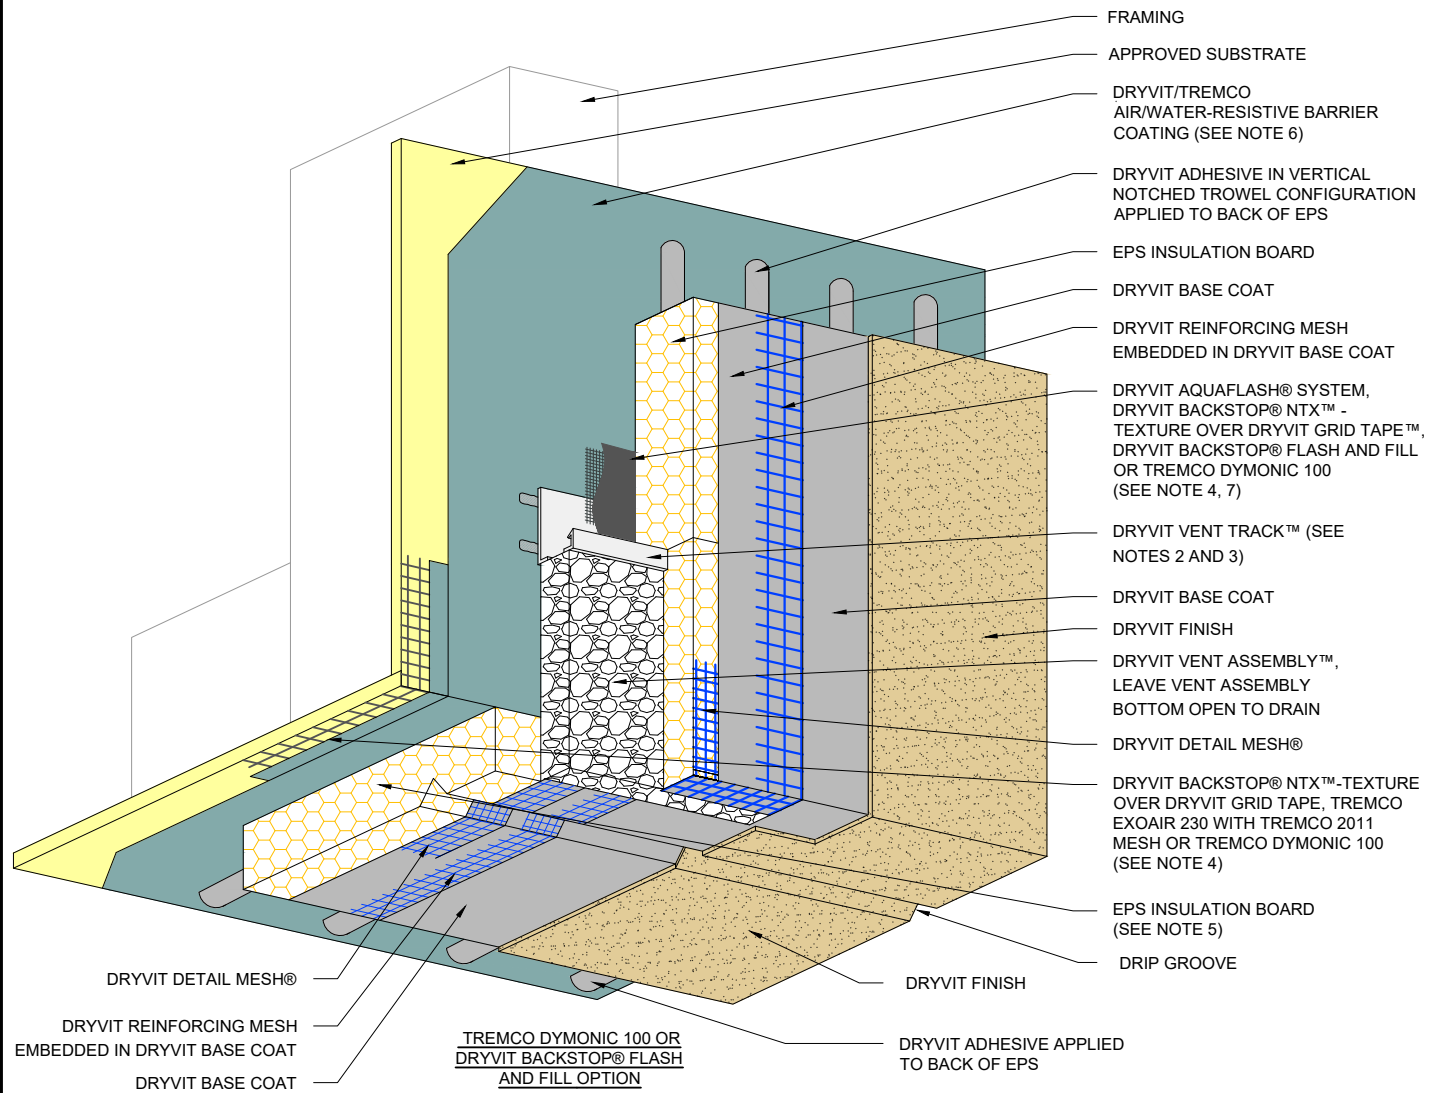 FRAMING
APPROVED SUBSTRATE
DRYVIT/TREMCO
AIR/WATER-RESISTIVE BARRIER
COATING (SEE NOTE 6)
DRYVIT ADHESIVE IN VERTICAL
NOTCHED TROWEL CONFIGURATION
APPLIED TO BACK OF EPS
EPS INSULATION BOARD
DRYVIT BASE COAT
DRYVIT REINFORCING MESH
EMBEDDED IN DRYVIT BASE COAT
DRYVIT AQUAFLASH® SYSTEM,
DRYVIT BACKSTOP® NTX™ -
TEXTURE OVER DRYVIT GRID TAPE™,
DRYVIT BACKSTOP® FLASH AND FILL
OR TREMCO DYMONIC 100
(SEE NOTE 4, 7)
DRYVIT VENT TRACK™ (SEE
NOTES 2 AND 3)
DRYVIT BASE COAT
DRYVIT FINISH
DRYVIT VENT ASSEMBLY™,
LEAVE VENT ASSEMBLY
BOTTOM OPEN TO DRAIN
DRYVIT DETAIL MESH®
DRYVIT BACKSTOP® NTX™-TEXTURE
OVER DRYVIT GRID TAPE, TREMCO
EXOAIR 230 WITH TREMCO 2011
MESH OR TREMCO DYMONIC 100
(SEE NOTE 4)
EPS INSULATION BOARD
(SEE NOTE 5)
DRIP GROOVE
DRYVIT FINISH
DRYVIT ADHESIVE APPLIED
TO BACK OF EPS
DRYVIT DETAIL MESH®
DRYVIT REINFORCING MESH
EMBEDDED IN DRYVIT BASE COAT
DRYVIT BASE COAT
TREMCO DYMONIC 100 OR
DRYVIT BACKSTOP® FLASH
AND FILL OPTION